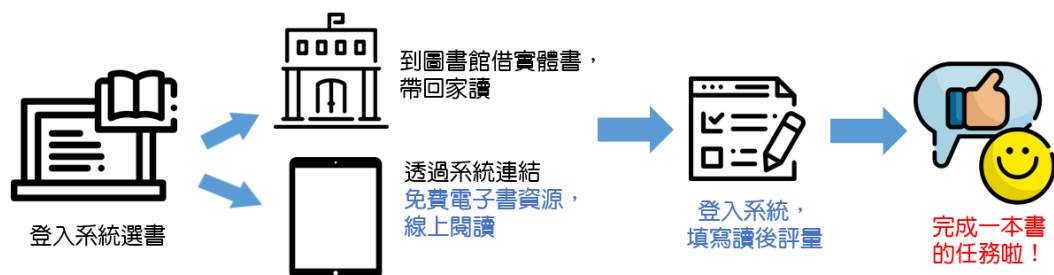 登入系統選書
到圖書館借實體書，
帶回家讀
透過系統連結
免費電子書資源，
線上閱讀
登入系統，
填寫讀後評量
完成一本書
的任務啦！